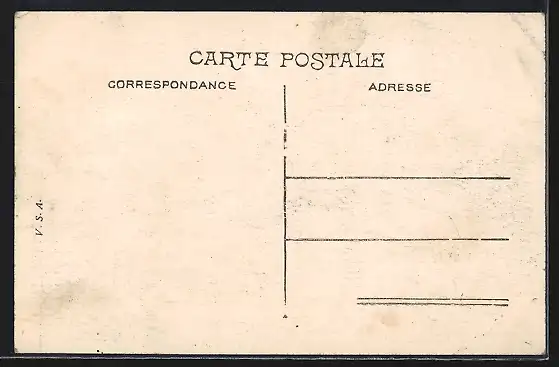 CARTE POSTALE
CORRESPONDANCE
ADRESSE
V. S. A.